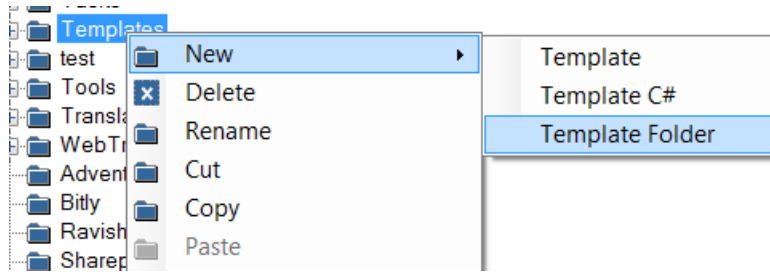 Templates
test
Tools
Transla
WebTr
Advent
Bitly
Ravish
Sharep
New
Delete
Rename
Cut
Copy
Paste
Template
Template C#
Template Folder